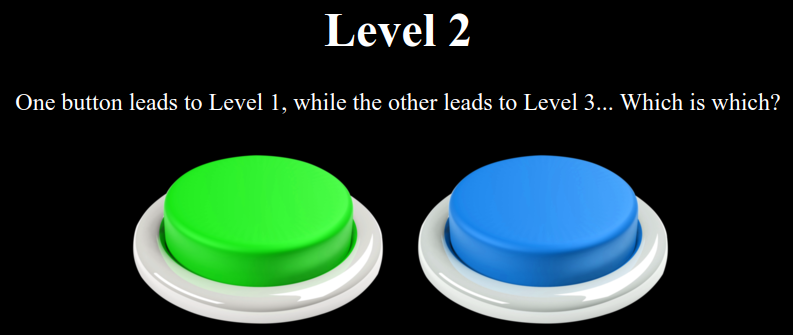 Level 2
One button leads to Level 1, while the other leads to Level 3... Which is which?